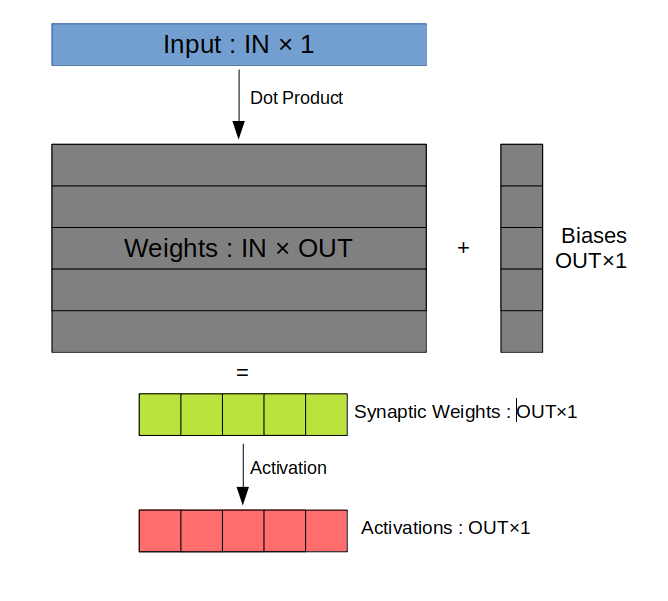 Input : IN × 1
Dot Product
Weights : IN × OUT
+
Biases
OUT×1
=
Synaptic Weights : OUT×1
Activation
Activations : OUT×1